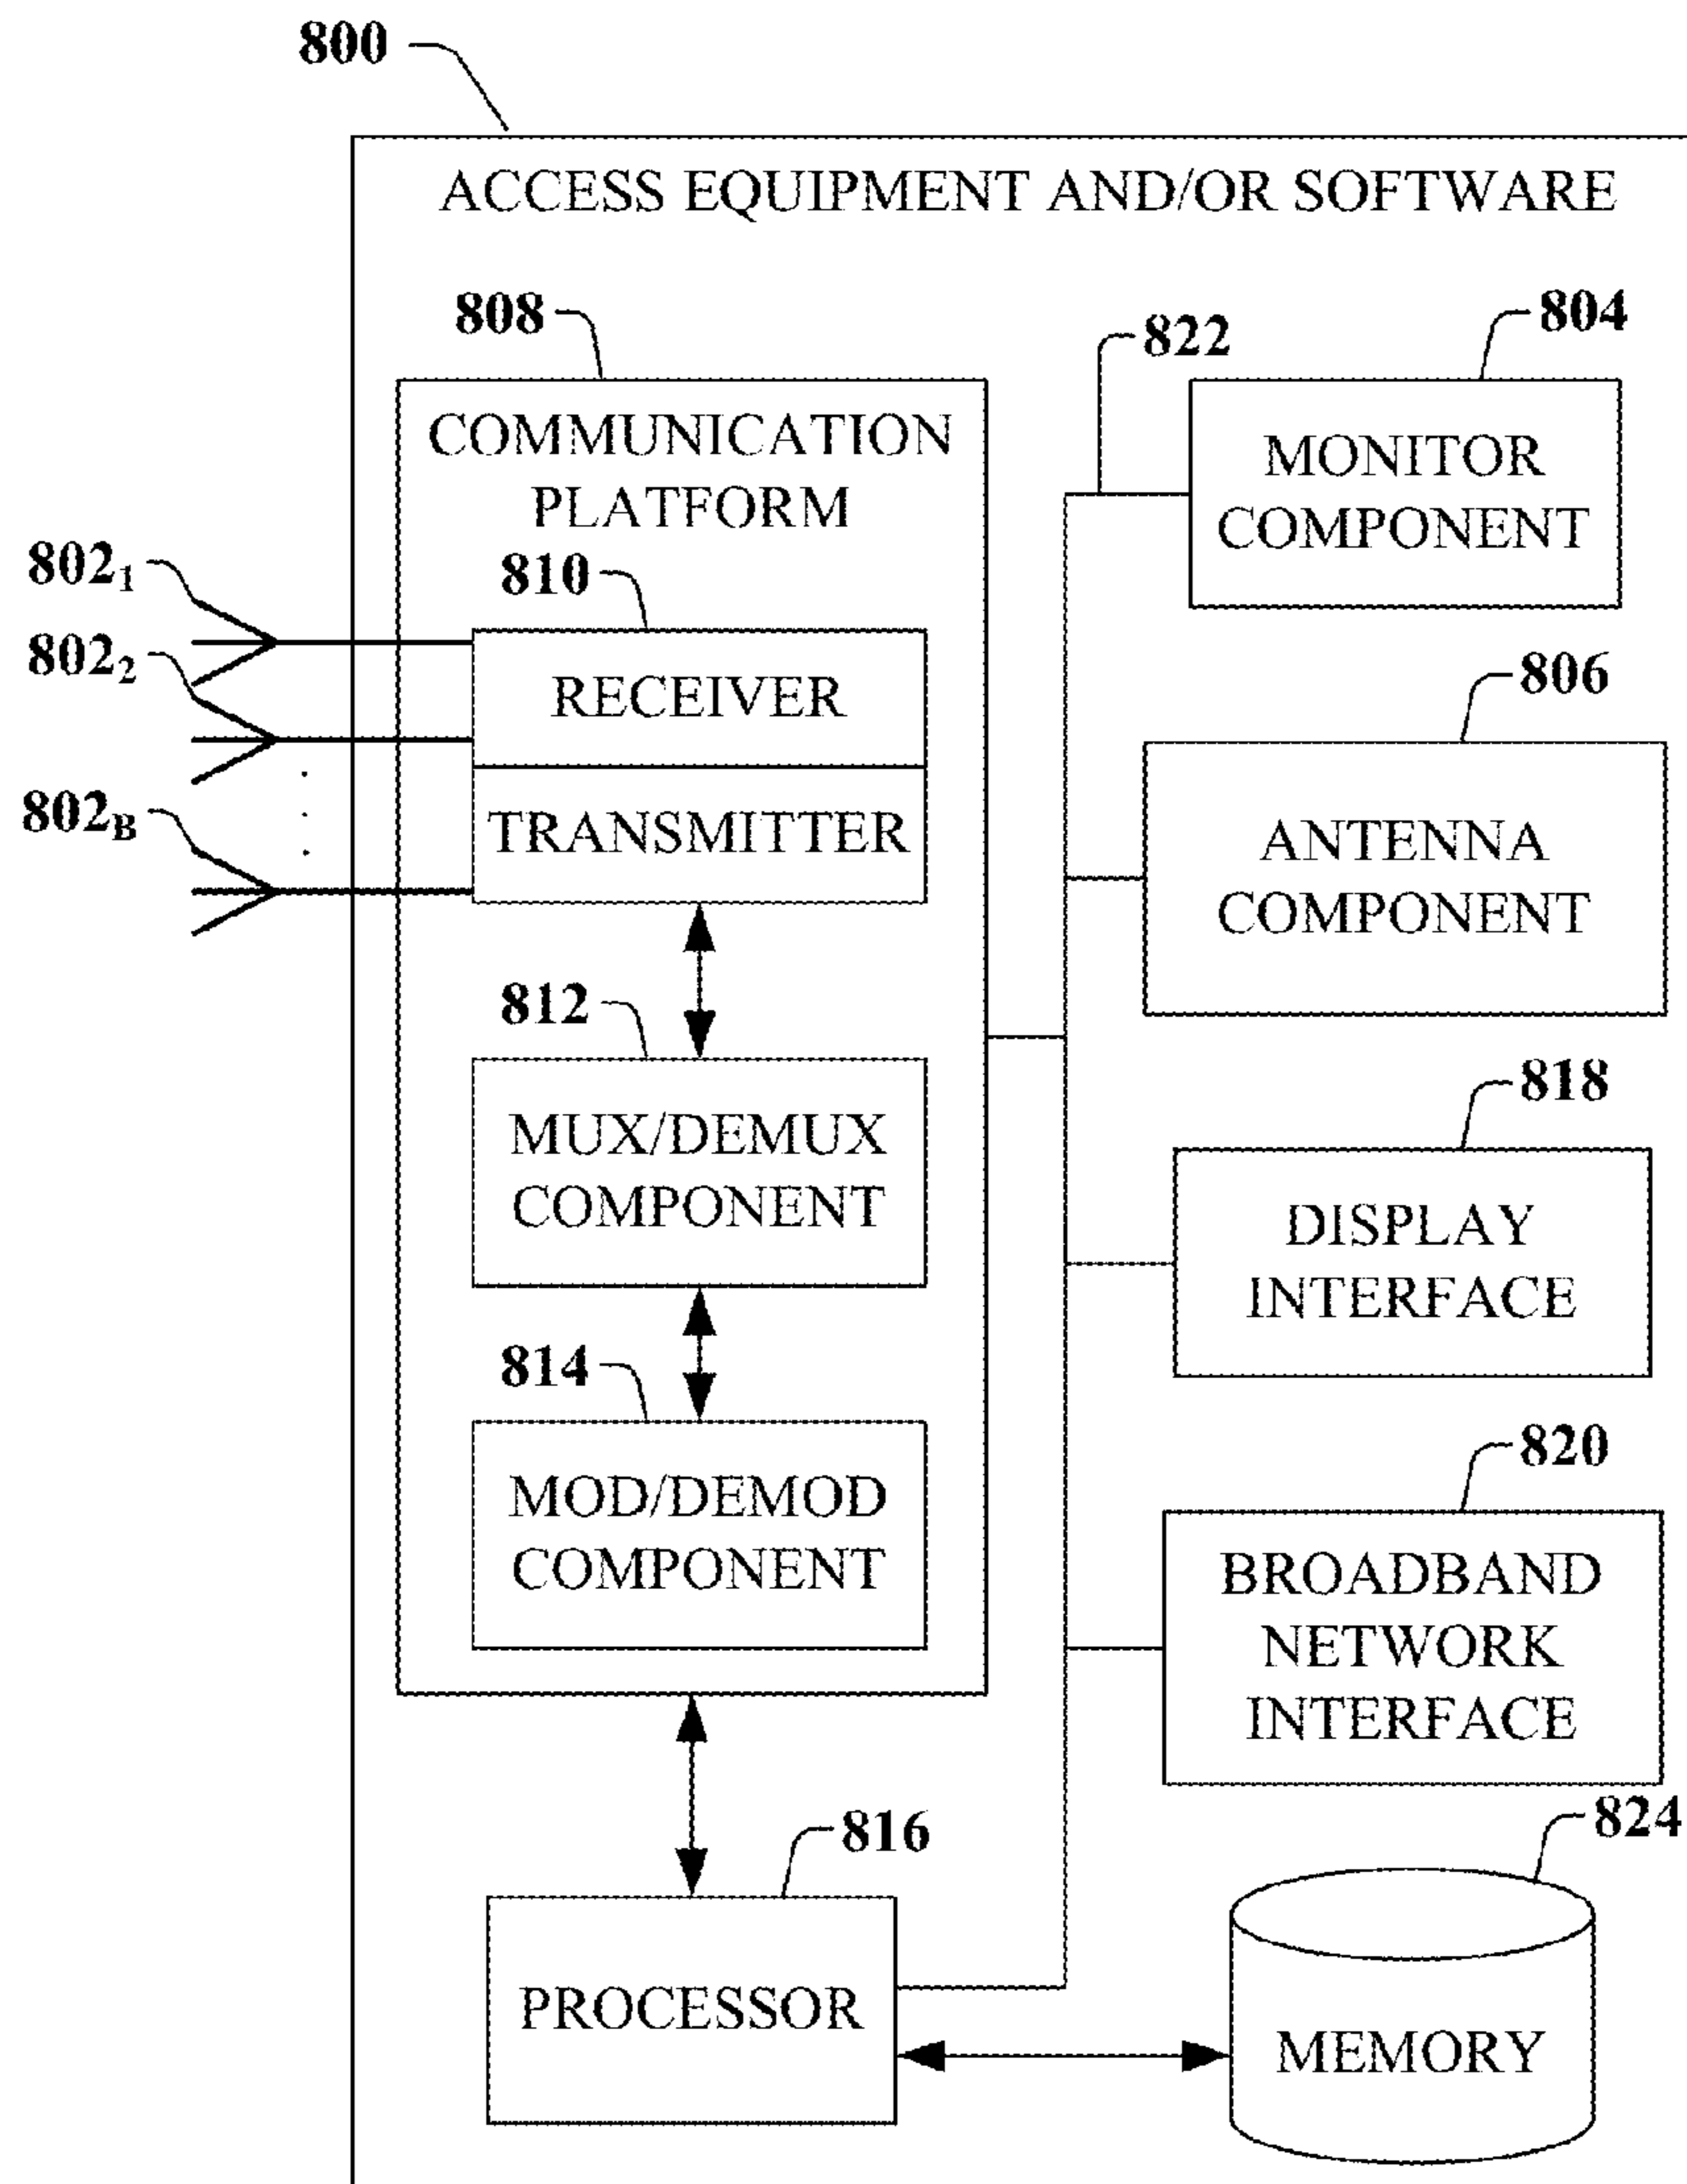 800
ACCESS EQUIPMENT AND/OR SOFTWARE
808
COMMUNICATION
PLATFORM
822
804
MONITOR
COMPONENT
802₁
802₂
802_B
810
RECEIVER
TRANSMITTER
806
ANTENNA
COMPONENT
812
MUX/DEMUX
COMPONENT
818
DISPLAY
INTERFACE
814
MOD/DEMOD
COMPONENT
820
BROADBAND
NETWORK
INTERFACE
816
PROCESSOR
824
MEMORY